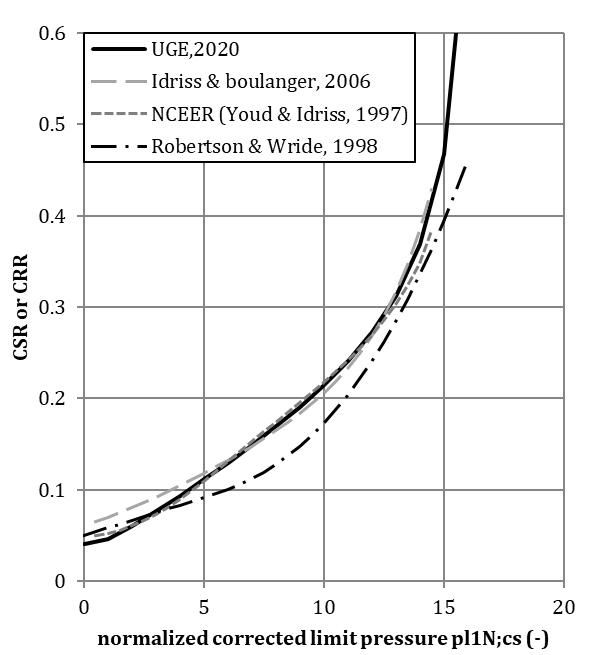 0.6
UGE,2020
Idriss & boulanger, 2006
NCEER (Youd & Idriss, 1997)
Robertson & Wride, 1998
0.5
0.4
0.3
0.2
0.1
0
CSR or CRR
0 5 10 15 20
normalized corrected limit pressure pl1N;cs (-)